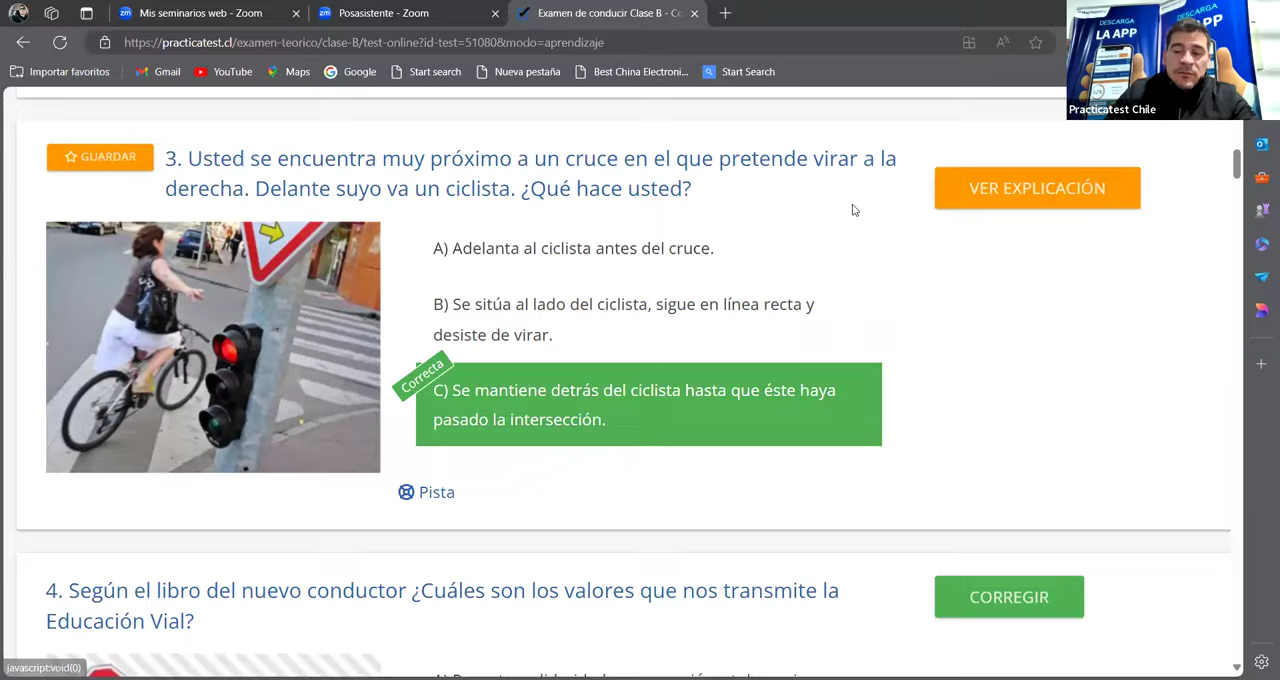 Mis seminarios web - Zoom
Posasistente - Zoom
Examen de conducir Clase B - Co
https://practicatest.cl/examen-teorico/clase-B/test-online?id-test=51080&modo=aprendizaje
Importar favoritos
Gmail
YouTube
Maps
Google
Start search
Nueva pestaña
Best China Electroni...
Start Search
DESCARGA
LA APP
DESCARGA
APP
Practicatest Chile
GUARDAR
3. Usted se encuentra muy próximo a un cruce en el que pretende virar a la
derecha. Delante suyo va un ciclista. ¿Qué hace usted?
VER EXPLICACIÓN
A) Adelanta al ciclista antes del cruce.
B) Se sitúa al lado del ciclista, sigue en línea recta y
desiste de virar.
Correcta
C) Se mantiene detrás del ciclista hasta que éste haya
pasado la intersección.
Pista
4. Según el libro del nuevo conductor ¿Cuáles son los valores que nos transmite la
Educación Vial?
CORREGIR
javascript:void(0)